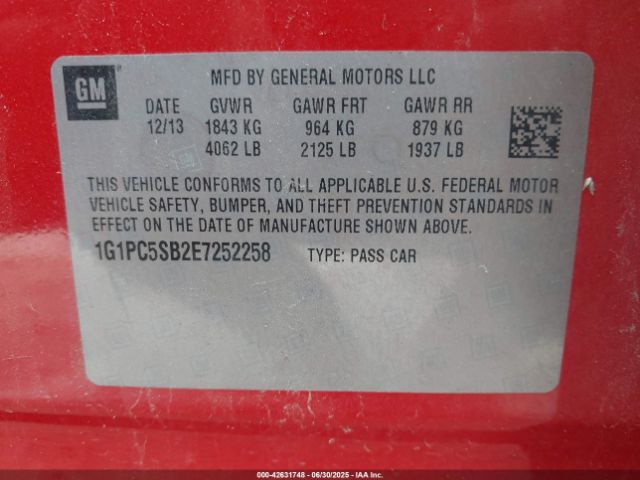 GM
MFD BY GENERAL MOTORS LLC
DATE GVWR GAWR FRT GAWR RR
12/13 1843 KG 964 KG 879 KG
4062 LB 2125 LB 1937 LB
THIS VEHICLE CONFORMS TO ALL APPLICABLE U.S. FEDERAL MOTOR
VEHICLE SAFETY, BUMPER, AND THEFT PREVENTION STANDARDS IN
EFFECT ON THE DATE OF MANUFACTURE SHOWN ABOVE.
1G1PC5SB2E7252258 TYPE: PASS CAR
000-42631748 - 06/30/2025 - IAAI, Inc.